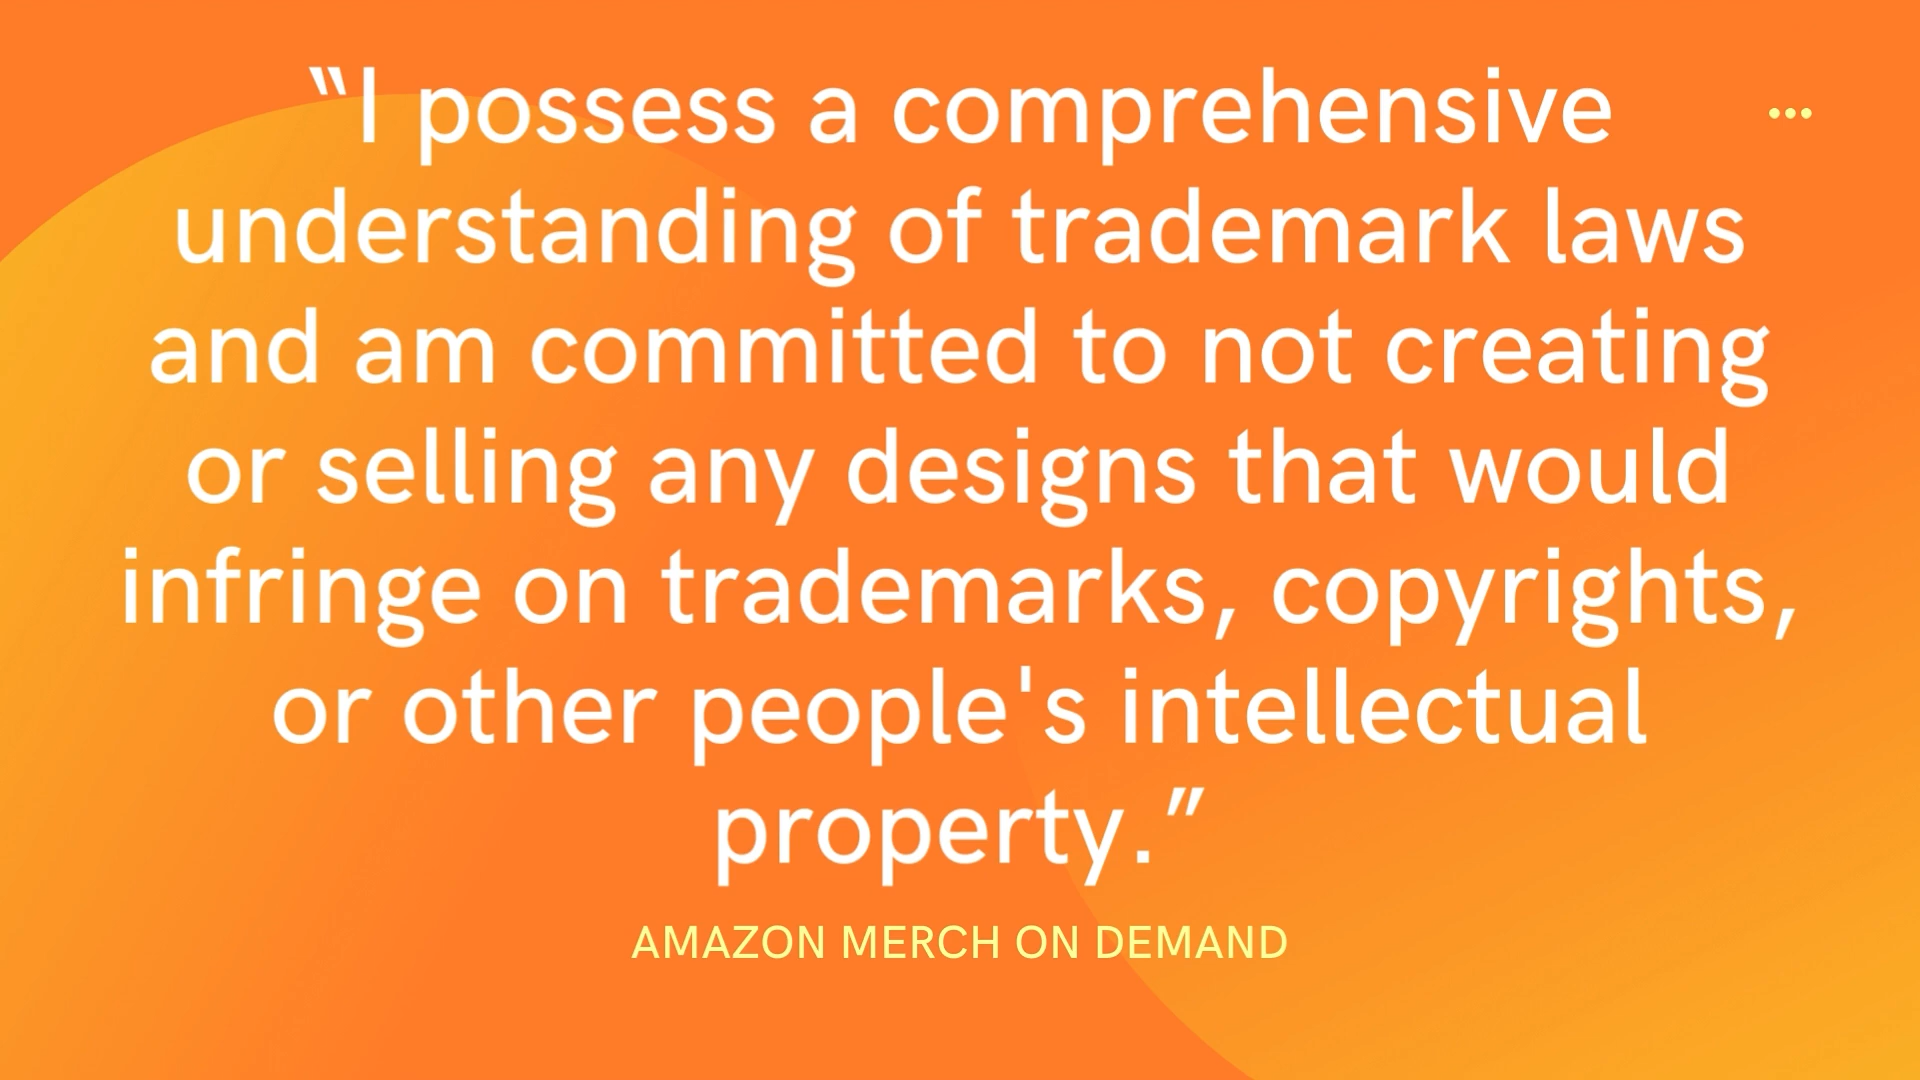 “I possess a comprehensive
understanding of trademark laws
and am committed to not creating
or selling any designs that would
infringe on trademarks, copyrights,
or other people's intellectual
property.”
AMAZON MERCH ON DEMAND